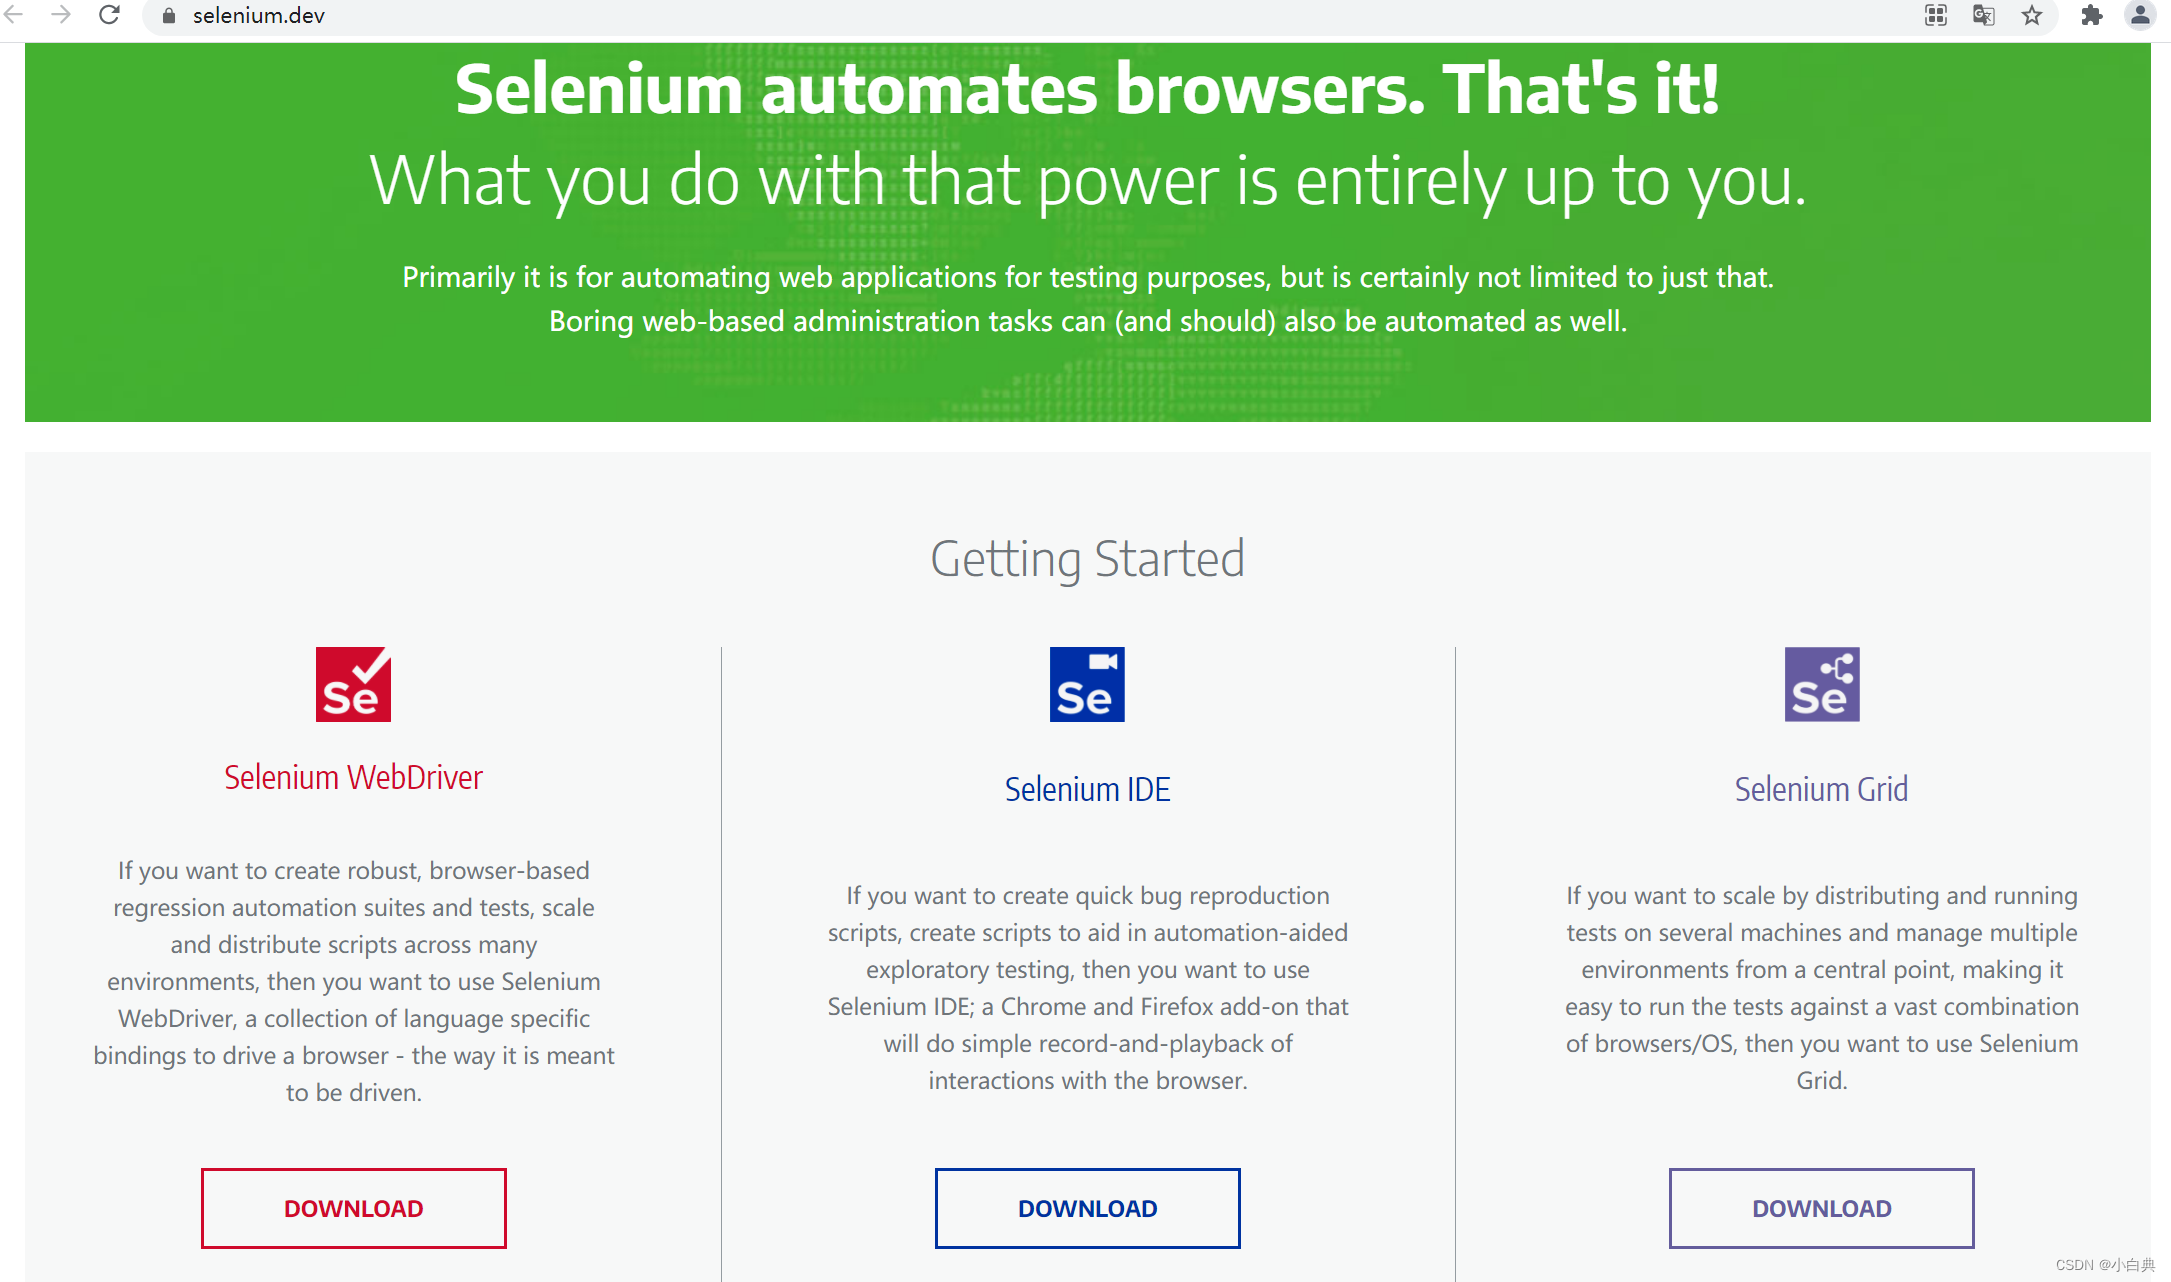 selenium.dev
Selenium automates browsers. That's it!
What you do with that power is entirely up to you.
Primarily it is for automating web applications for testing purposes, but is certainly not limited to just that.
Boring web-based administration tasks can (and should) also be automated as well.
Getting Started
Se
Selenium WebDriver
If you want to create robust, browser-based
regression automation suites and tests, scale
and distribute scripts across many
environments, then you want to use Selenium
WebDriver, a collection of language specific
bindings to drive a browser - the way it is meant
to be driven.
DOWNLOAD
Se
Selenium IDE
If you want to create quick bug reproduction
scripts, create scripts to aid in automation-aided
exploratory testing, then you want to use
Selenium IDE; a Chrome and Firefox add-on that
will do simple record-and-playback of
interactions with the browser.
DOWNLOAD
Se
Selenium Grid
If you want to scale by distributing and running
tests on several machines and manage multiple
environments from a central point, making it
easy to run the tests against a vast combination
of browsers/OS, then you want to use Selenium
Grid.
DOWNLOAD
CSDN @小白典